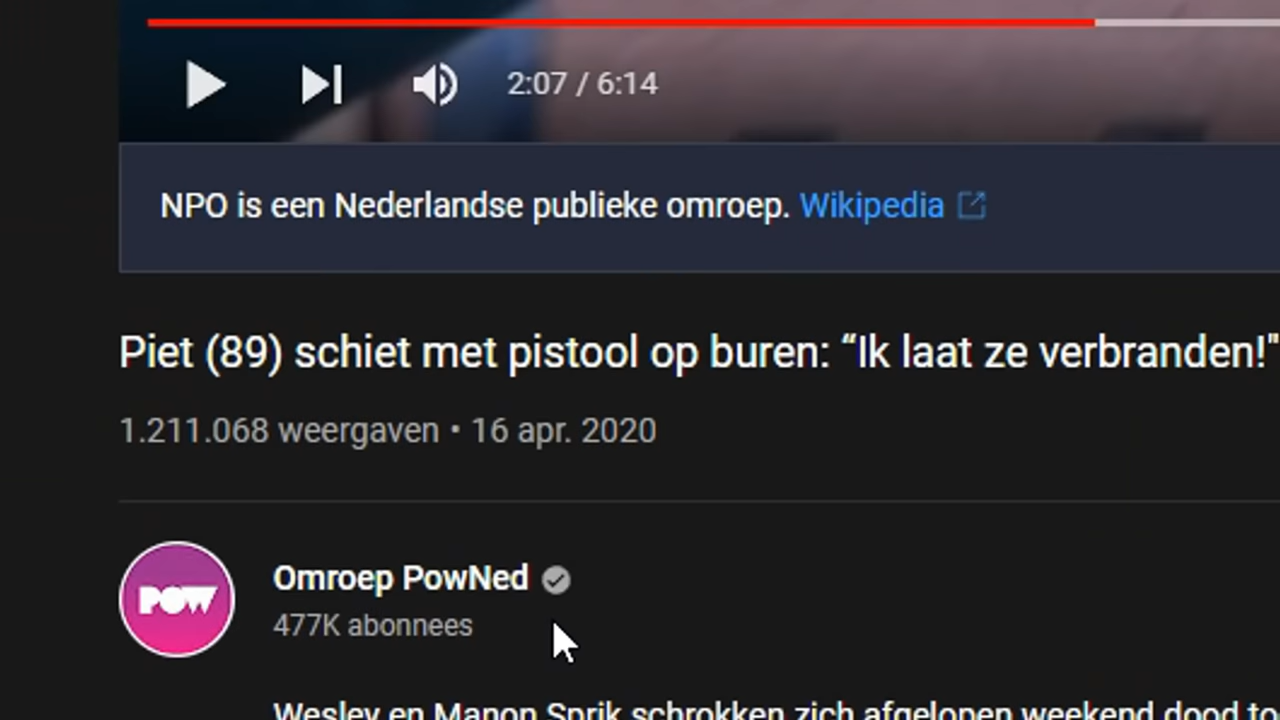 2:07 / 6:14
NPO is een Nederlandse publieke omroep. Wikipedia
Piet (89) schiet met pistool op buren: “Ik laat ze verbranden!"
1.211.068 weergaven • 16 apr. 2020
POW
Omroep PowNed
477K abonnees
Wesley en Manon Sprik schrokken zich afgelopen weekend dood to